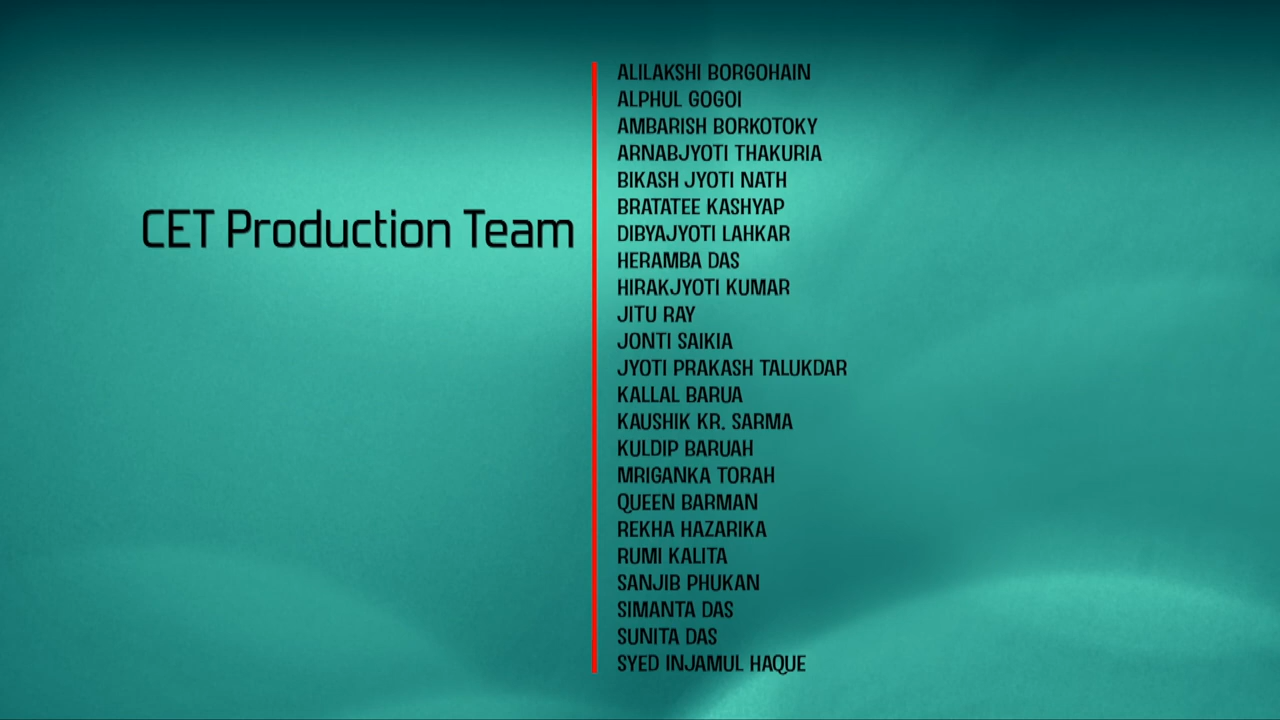 CET Production Team
ALILAKSHI BORGOHAIN
ALPHUL GOGOI
AMBARISH BORKOTOKY
ARNABJYOTI THAKURIA
BIKASH JYOTI NATH
BRATATEE KASHYAP
DIBYAJYOTI LAHKAR
HERAMBA DAS
HIRAKJYOTI KUMAR
JITU RAY
JONTI SAIKIA
JYOTI PRAKASH TALUKDAR
KALLAL BARUA
KAUSHIK KR. SARMA
KULDIP BARUAH
MRIGANKA TORAH
QUEEN BARMAN
REKHA HAZARIKA
RUMI KALITA
SANJIB PHUKAN
SIMANTA DAS
SUNITA DAS
SYED INJAMUL HAQUE